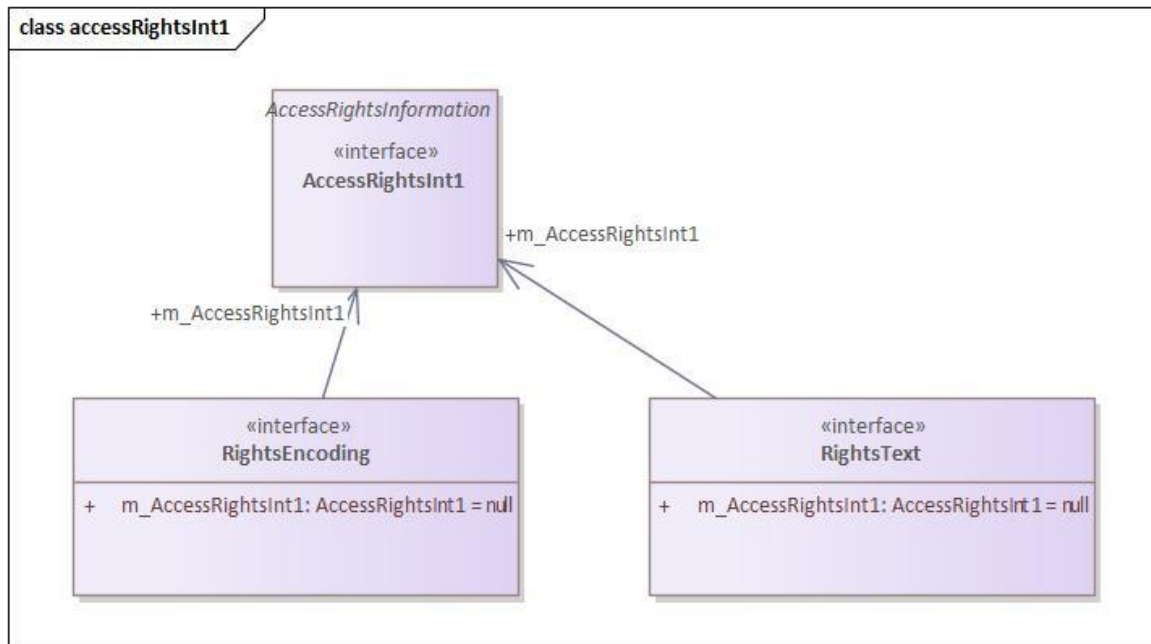 class accessRightsInt1
AccessRightsInformation
«interface»
AccessRightsInt1
+m_AccessRightsInt1
+m_AccessRightsInt1
«interface»
RightsEncoding
+ m_AccessRightsInt1: AccessRightsInt1 = null
«interface»
RightsText
+ m_AccessRightsInt1: AccessRightsInt1 = null